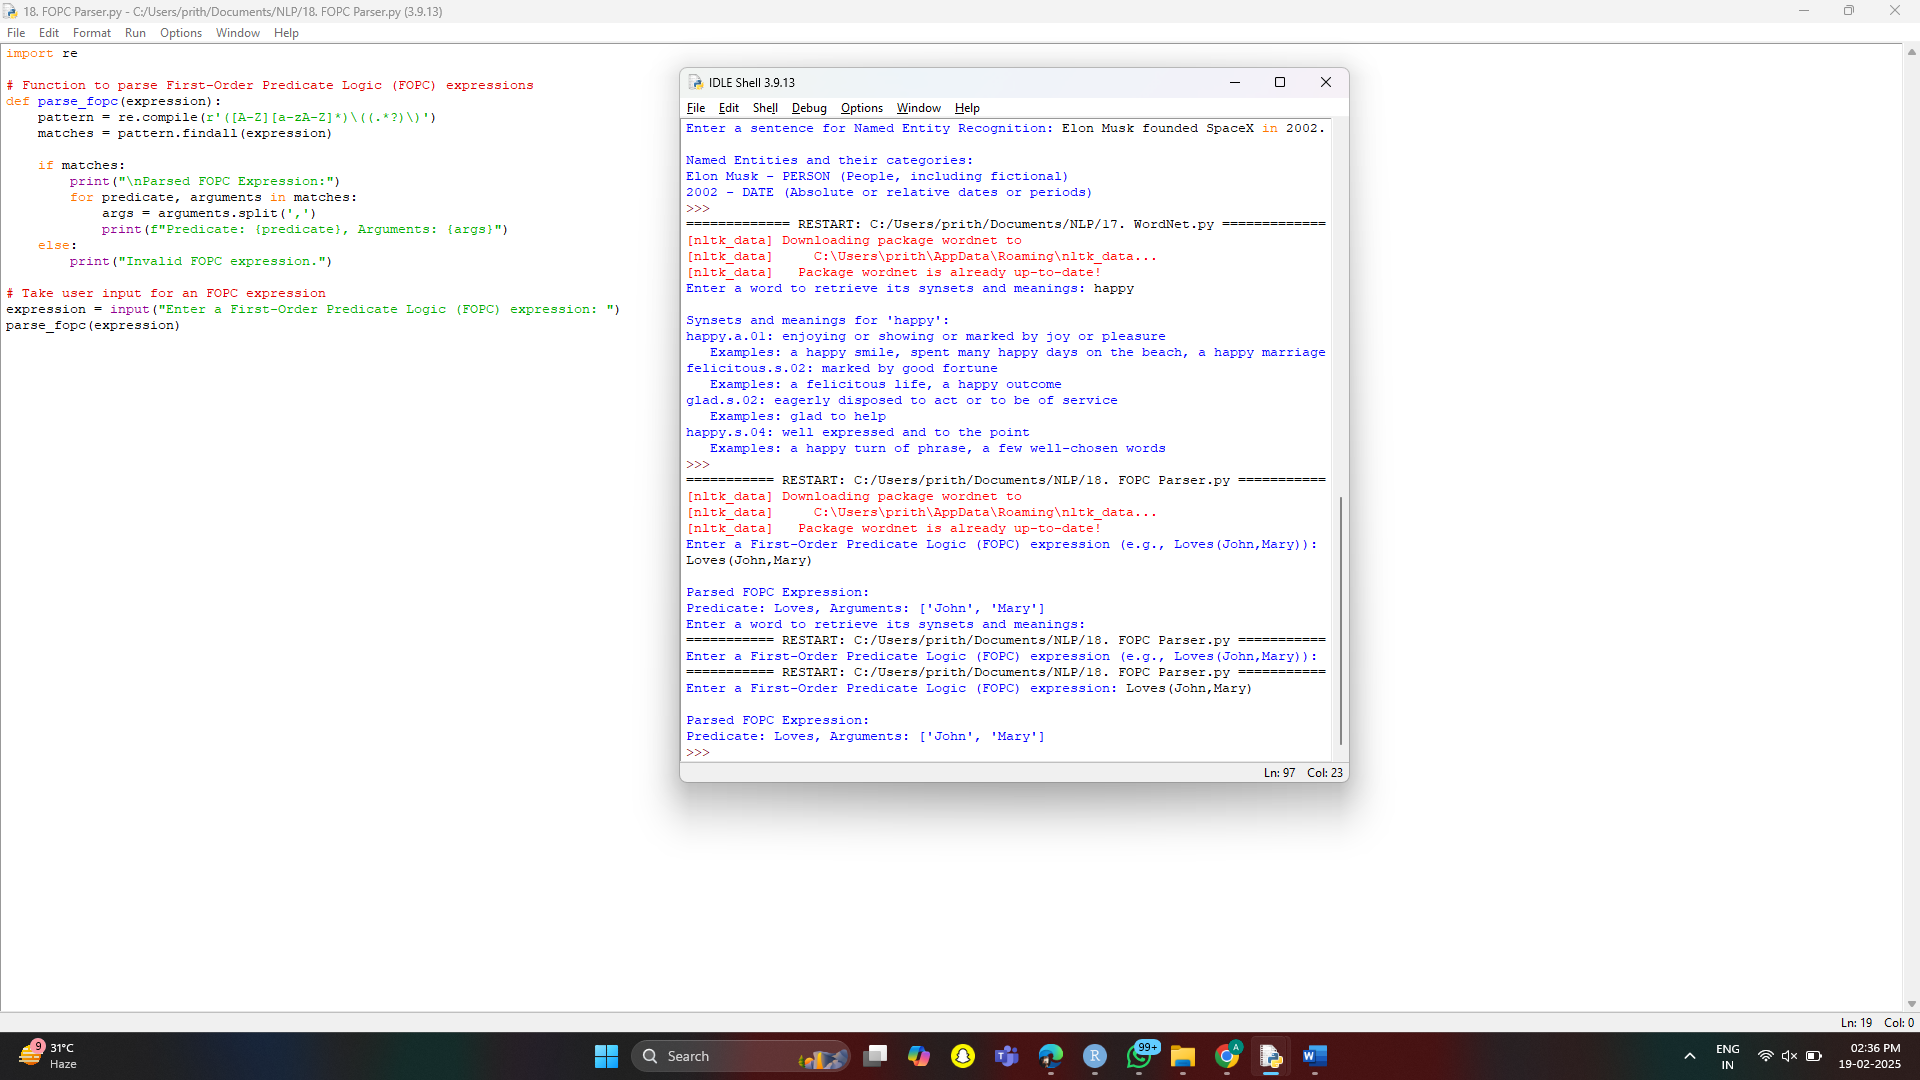 18. FOPC Parser.py - C:/Users/prith/Documents/NLP/18. FOPC Parser.py (3.9.13)
File Edit Format Run Options Window Help
import re
# Function to parse First-Order Predicate Logic (FOPC) expressions
def parse_fopc(expression):
    pattern = re.compile(r'([A-Z][a-zA-Z]*)\((.*?)\)')
    matches = pattern.findall(expression)
    if matches:
        print("\nParsed FOPC Expression:")
        for predicate, arguments in matches:
            args = arguments.split(',')
            print(f"Predicate: {predicate}, Arguments: {args}")
    else:
        print("Invalid FOPC expression.")
# Take user input for an FOPC expression
expression = input("Enter a First-Order Predicate Logic (FOPC) expression: ")
parse_fopc(expression)
IDLE Shell 3.9.13
File Edit Shell Debug Options Window Help
Enter a sentence for Named Entity Recognition: Elon Musk founded SpaceX in 2002.
Named Entities and their categories:
Elon Musk - PERSON (People, including fictional)
2002 - DATE (Absolute or relative dates or periods)
>>>
============= RESTART: C:/Users/prith/Documents/NLP/17. WordNet.py =============
[nltk_data] Downloading package wordnet to
[nltk_data]     C:\Users\prith\AppData\Roaming\nltk_data...
[nltk_data]   Package wordnet is already up-to-date!
Enter a word to retrieve its synsets and meanings: happy
Synsets and meanings for 'happy':
happy.a.01: enjoying or showing or marked by joy or pleasure
   Examples: a happy smile, spent many happy days on the beach, a happy marriage
felicitous.s.02: marked by good fortune
   Examples: a felicitous life, a happy outcome
glad.s.02: eagerly disposed to act or to be of service
   Examples: glad to help
happy.s.04: well expressed and to the point
   Examples: a happy turn of phrase, a few well-chosen words
>>>
=========== RESTART: C:/Users/prith/Documents/NLP/18. FOPC Parser.py ===========
[nltk_data] Downloading package wordnet to
[nltk_data]     C:\Users\prith\AppData\Roaming\nltk_data...
[nltk_data]   Package wordnet is already up-to-date!
Enter a First-Order Predicate Logic (FOPC) expression (e.g., Loves(John,Mary)):
Loves(John,Mary)
Parsed FOPC Expression:
Predicate: Loves, Arguments: ['John', 'Mary']
Enter a word to retrieve its synsets and meanings:
=========== RESTART: C:/Users/prith/Documents/NLP/18. FOPC Parser.py ===========
Enter a First-Order Predicate Logic (FOPC) expression (e.g., Loves(John,Mary)):
=========== RESTART: C:/Users/prith/Documents/NLP/18. FOPC Parser.py ===========
Enter a First-Order Predicate Logic (FOPC) expression: Loves(John,Mary)
Parsed FOPC Expression:
Predicate: Loves, Arguments: ['John', 'Mary']
>>>
Ln: 97 Col: 23
Ln: 19 Col: 0
9
31°C
Haze
Search
T
R
99+
A
W
ENG
IN
02:36 PM
19-02-2025